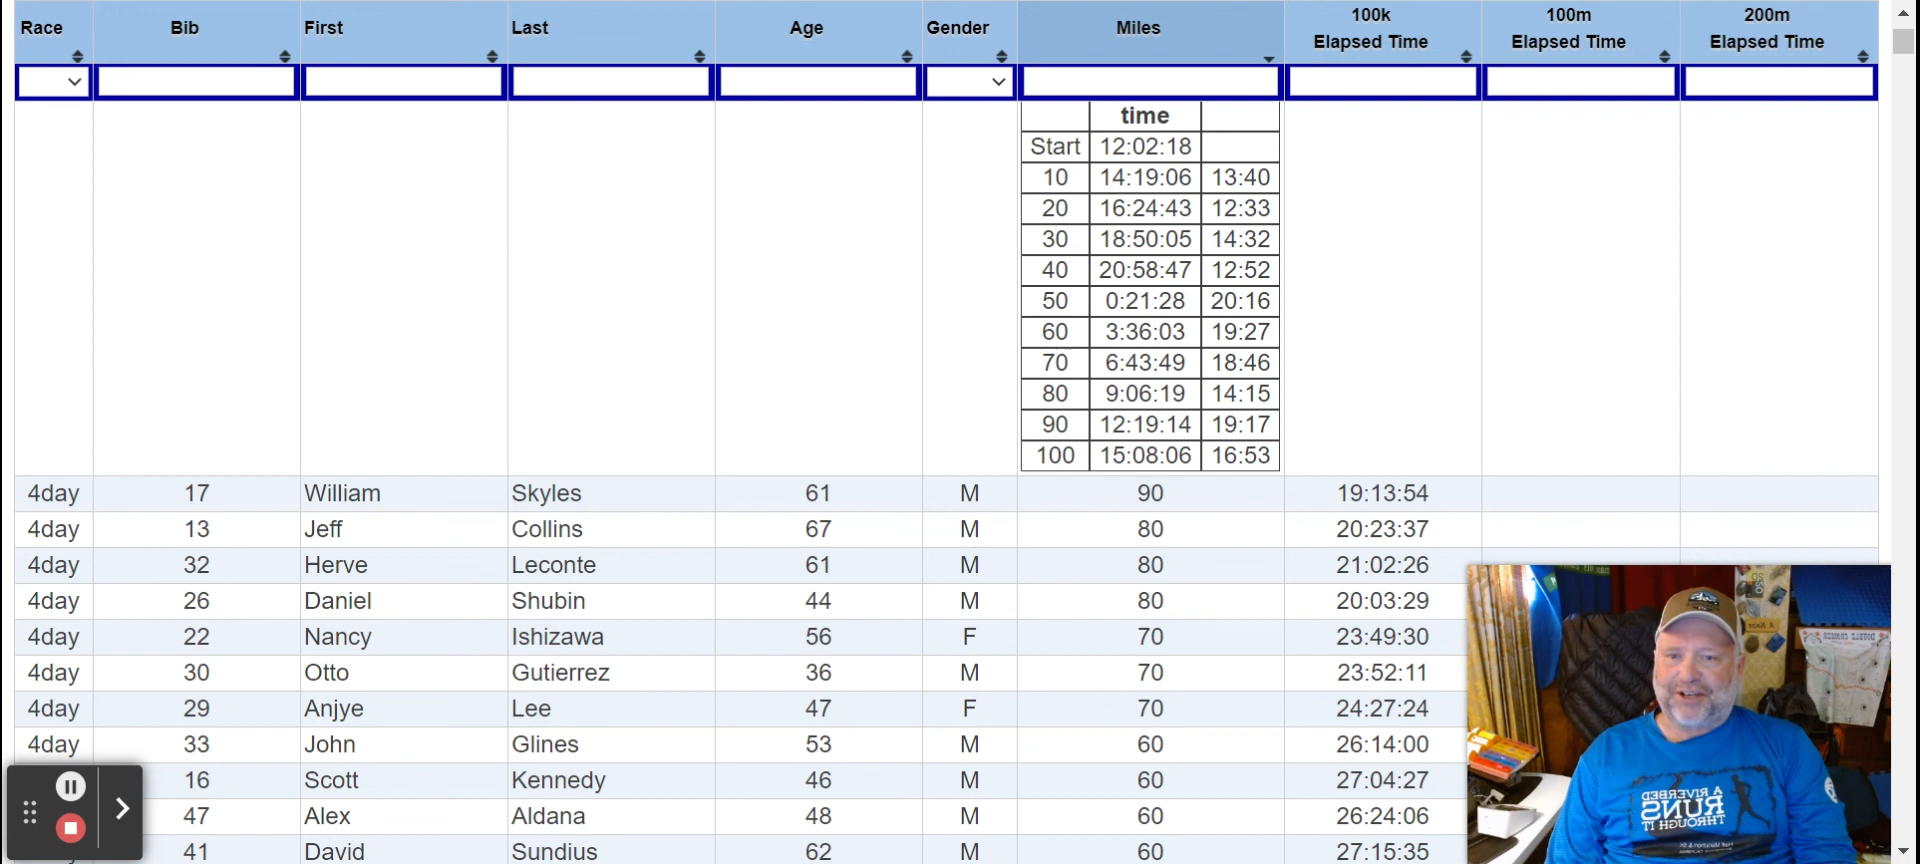 Race Bib First Last Age Gender Miles 100k Elapsed Time 100m Elapsed Time 200m Elapsed Time
time
Start 12:02:18
10 14:19:06 13:40
20 16:24:43 12:33
30 18:50:05 14:32
40 20:58:47 12:52
50 0:21:28 20:16
60 3:36:03 19:27
70 6:43:49 18:46
80 9:06:19 14:15
90 12:19:14 19:17
100 15:08:06 16:53
4day 17 William Skyles 61 M 90 19:13:54
4day 13 Jeff Collins 67 M 80 20:23:37
4day 32 Herve Leconte 61 M 80 21:02:26
4day 26 Daniel Shubin 44 M 80 20:03:29
4day 22 Nancy Ishizawa 56 F 70 23:49:30
4day 30 Otto Gutierrez 36 M 70 23:52:11
4day 29 Anjye Lee 47 F 70 24:27:24
4day 33 John Glines 53 M 60 26:14:00
16 Scott Kennedy 46 M 60 27:04:27
47 Alex Aldana 48 M 60 26:24:06
41 David Sundius 62 M 60 27:15:35
A RIVERBED
RUNS
THROUGH IT